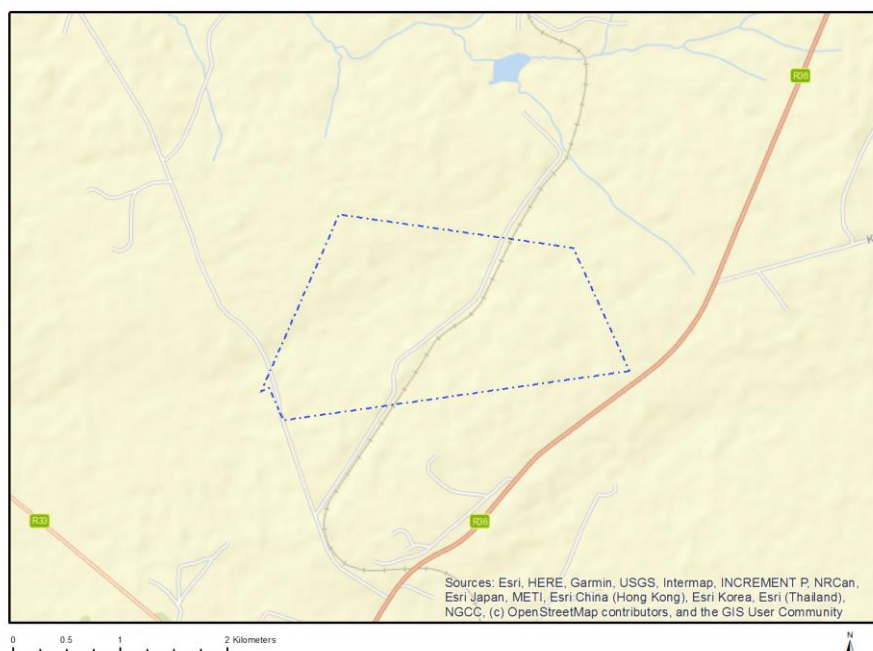 R36
K
R33
R36
Sources: Esri, HERE, Garmin, USGS, Intermap, INCREMENT P, NRCan,
Esri Japan, METI, Esri China (Hong Kong), Esri Korea, Esri (Thailand),
NGCC, (c) OpenStreetMap contributors, and the GIS User Community
0 0.5 1 2 Kilometers
N